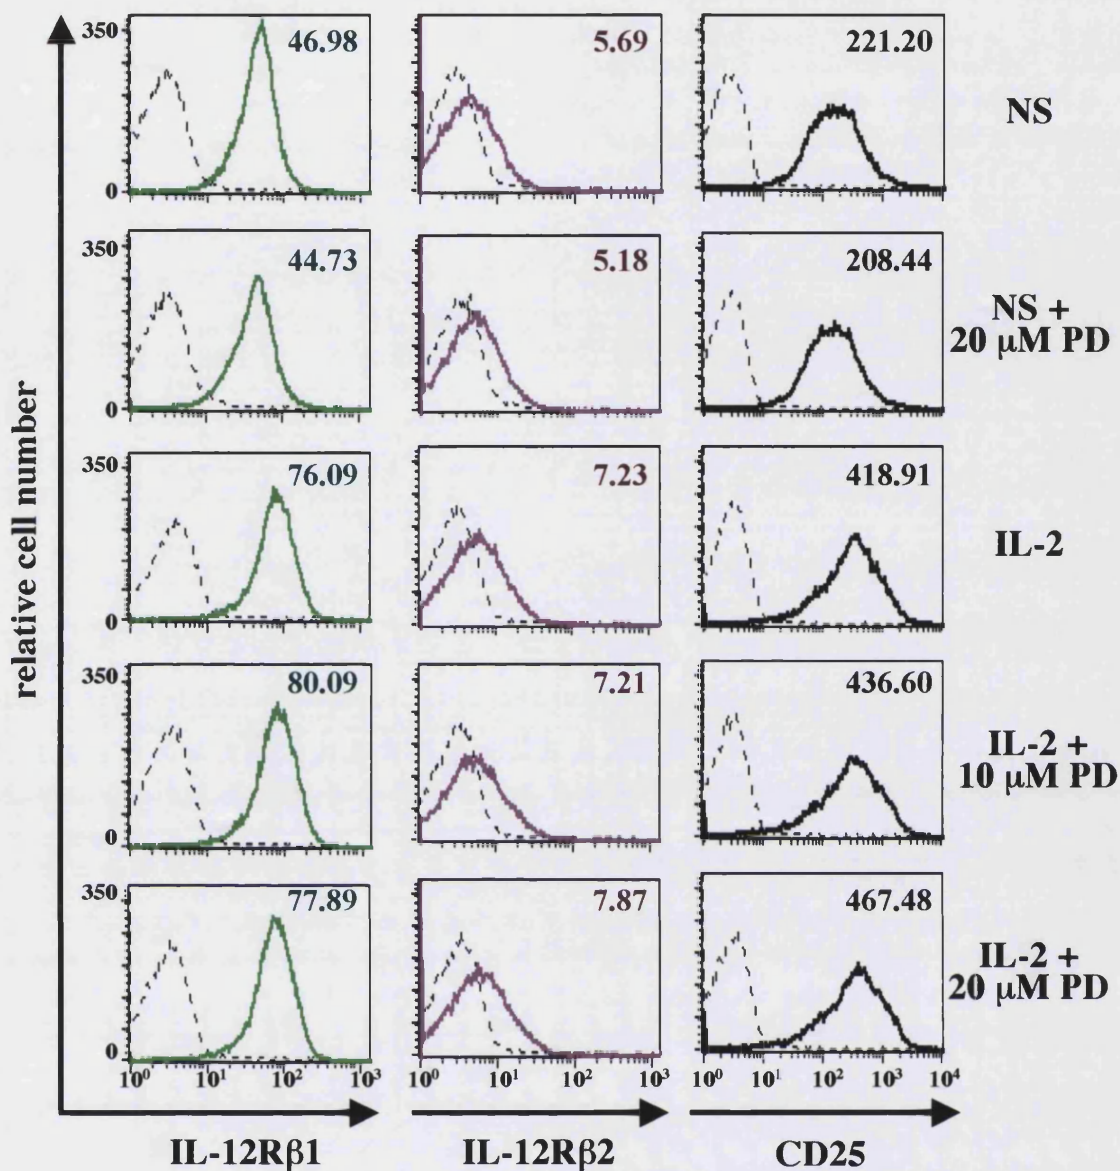 350
46.98
5.69
221.20
NS
0
350
44.73
5.18
208.44
NS +
20 μM PD
0
350
76.09
7.23
418.91
IL-2
0
350
80.09
7.21
436.60
IL-2 +
10 μM PD
0
350
77.89
7.87
467.48
IL-2 +
20 μM PD
0
relative cell number
10⁰ 10¹ 10² 10³
10⁰ 10¹ 10² 10³
10⁰ 10¹ 10² 10³ 10⁴
IL-12Rβ1
IL-12Rβ2
CD25